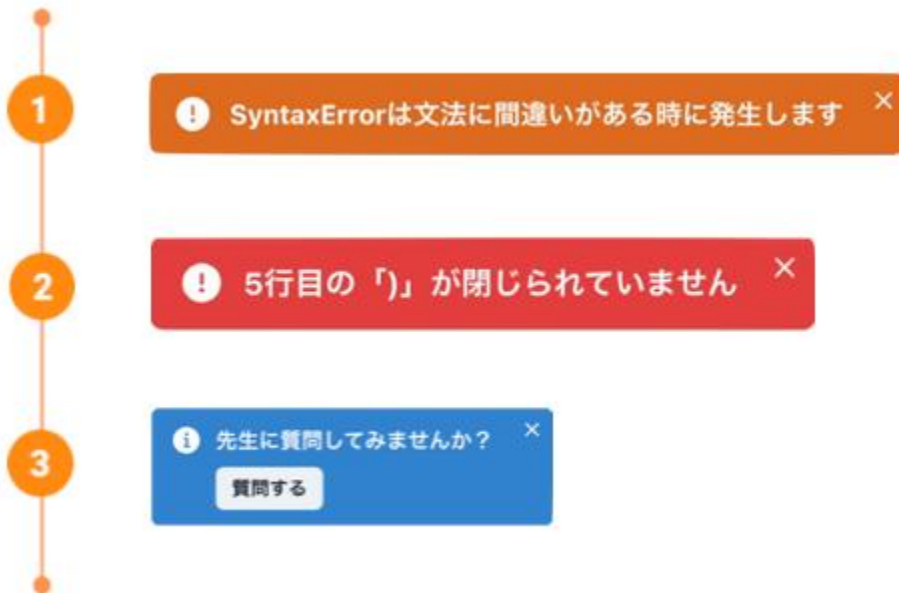 1
SyntaxErrorは文法に間違いがある時に発生します
2
5行目の「)」が閉じられていません
3
先生に質問してみませんか？
質問する